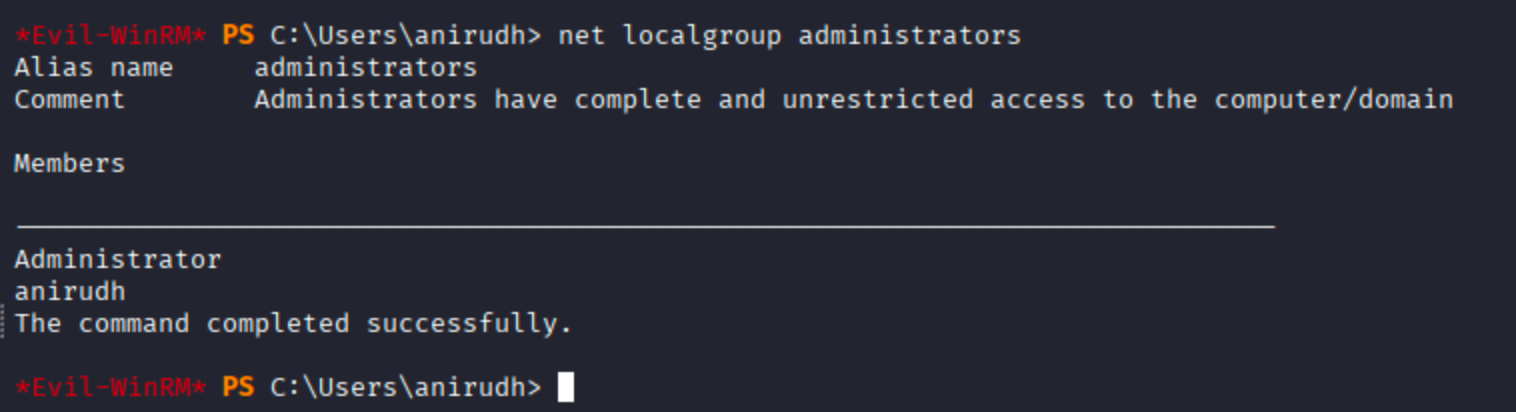 *Evil-WinRM* PS C:\Users\anirudh> net localgroup administrators
Alias name     administrators
Comment        Administrators have complete and unrestricted access to the computer/domain
Members
Administrator
anirudh
The command completed successfully.
*Evil-WinRM* PS C:\Users\anirudh>